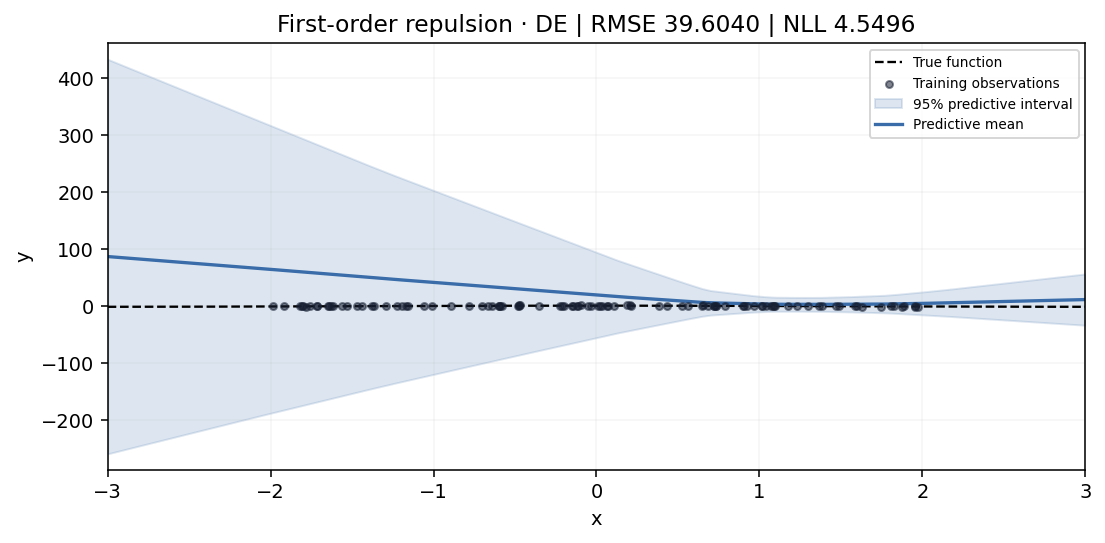 First-order repulsion · DE | RMSE 39.6040 | NLL 4.5496
True function
Training observations
95% predictive interval
Predictive mean
400
300
200
100
0
−100
−200
y
−3 −2 −1 0 1 2 3
x